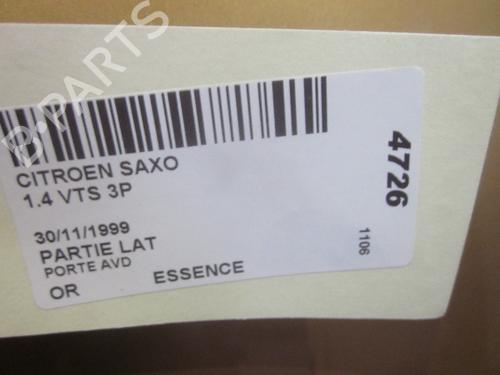 B-PARTS
CITROEN SAXO
1.4 VTS 3P
30/11/1999
PARTIE LAT
PORTE AVD
OR ESSENCE
4726
1106